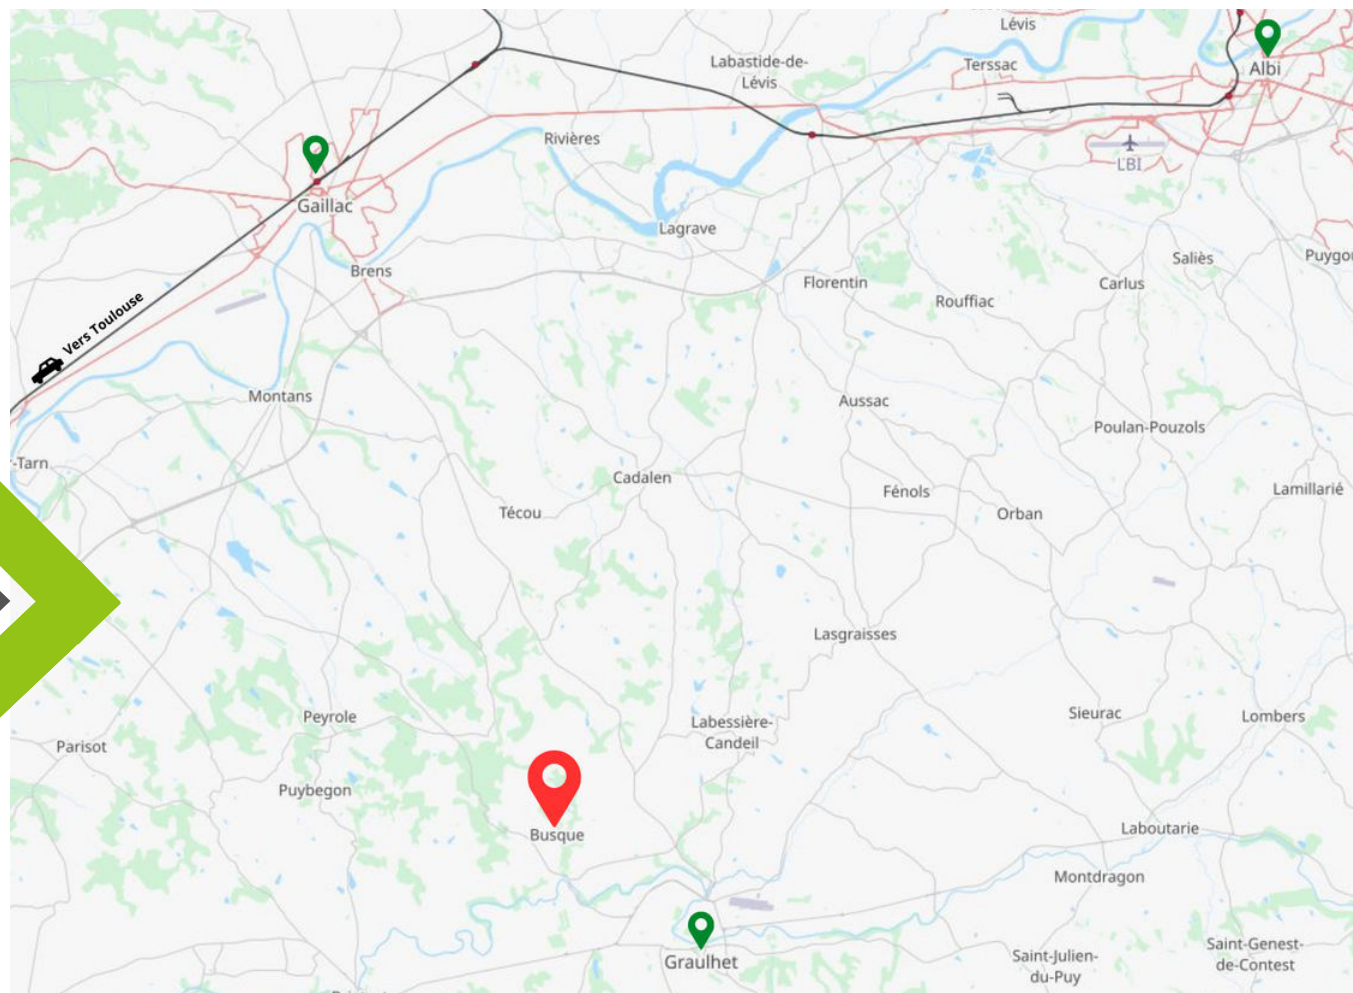 Lévis
Albi
Labastide-de-
Lévis
Terssac
Rivières
LBI
Gaillac
Lagrave
Brens
Saliès
Puygou
Florentin
Carlus
Rouffiac
Vers Toulouse
Montans
Aussac
Poulan-Pouzols
-Tarn
Cadalen
Fénols
Lamillarié
Técou
Orban
Lasgraisses
Peyrole
Sieurac
Lombers
Labessière-
Candeil
Parisot
Puybegon
Busque
Laboutarie
Montdragon
Graulhet
Saint-Julien-
du-Puy
Saint-Genest-
de-Contest